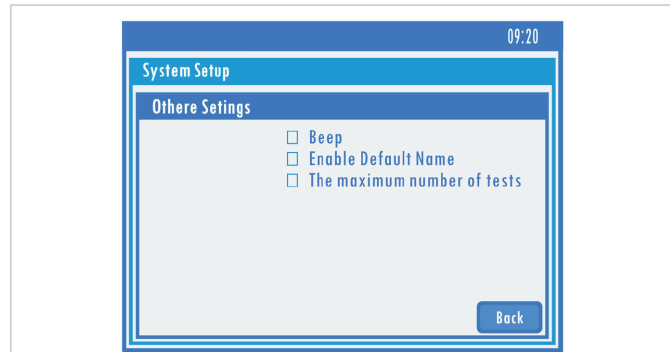 09:20
System Setup
Othere Setings
Beep
Enable Default Name
The maximum number of tests
Back